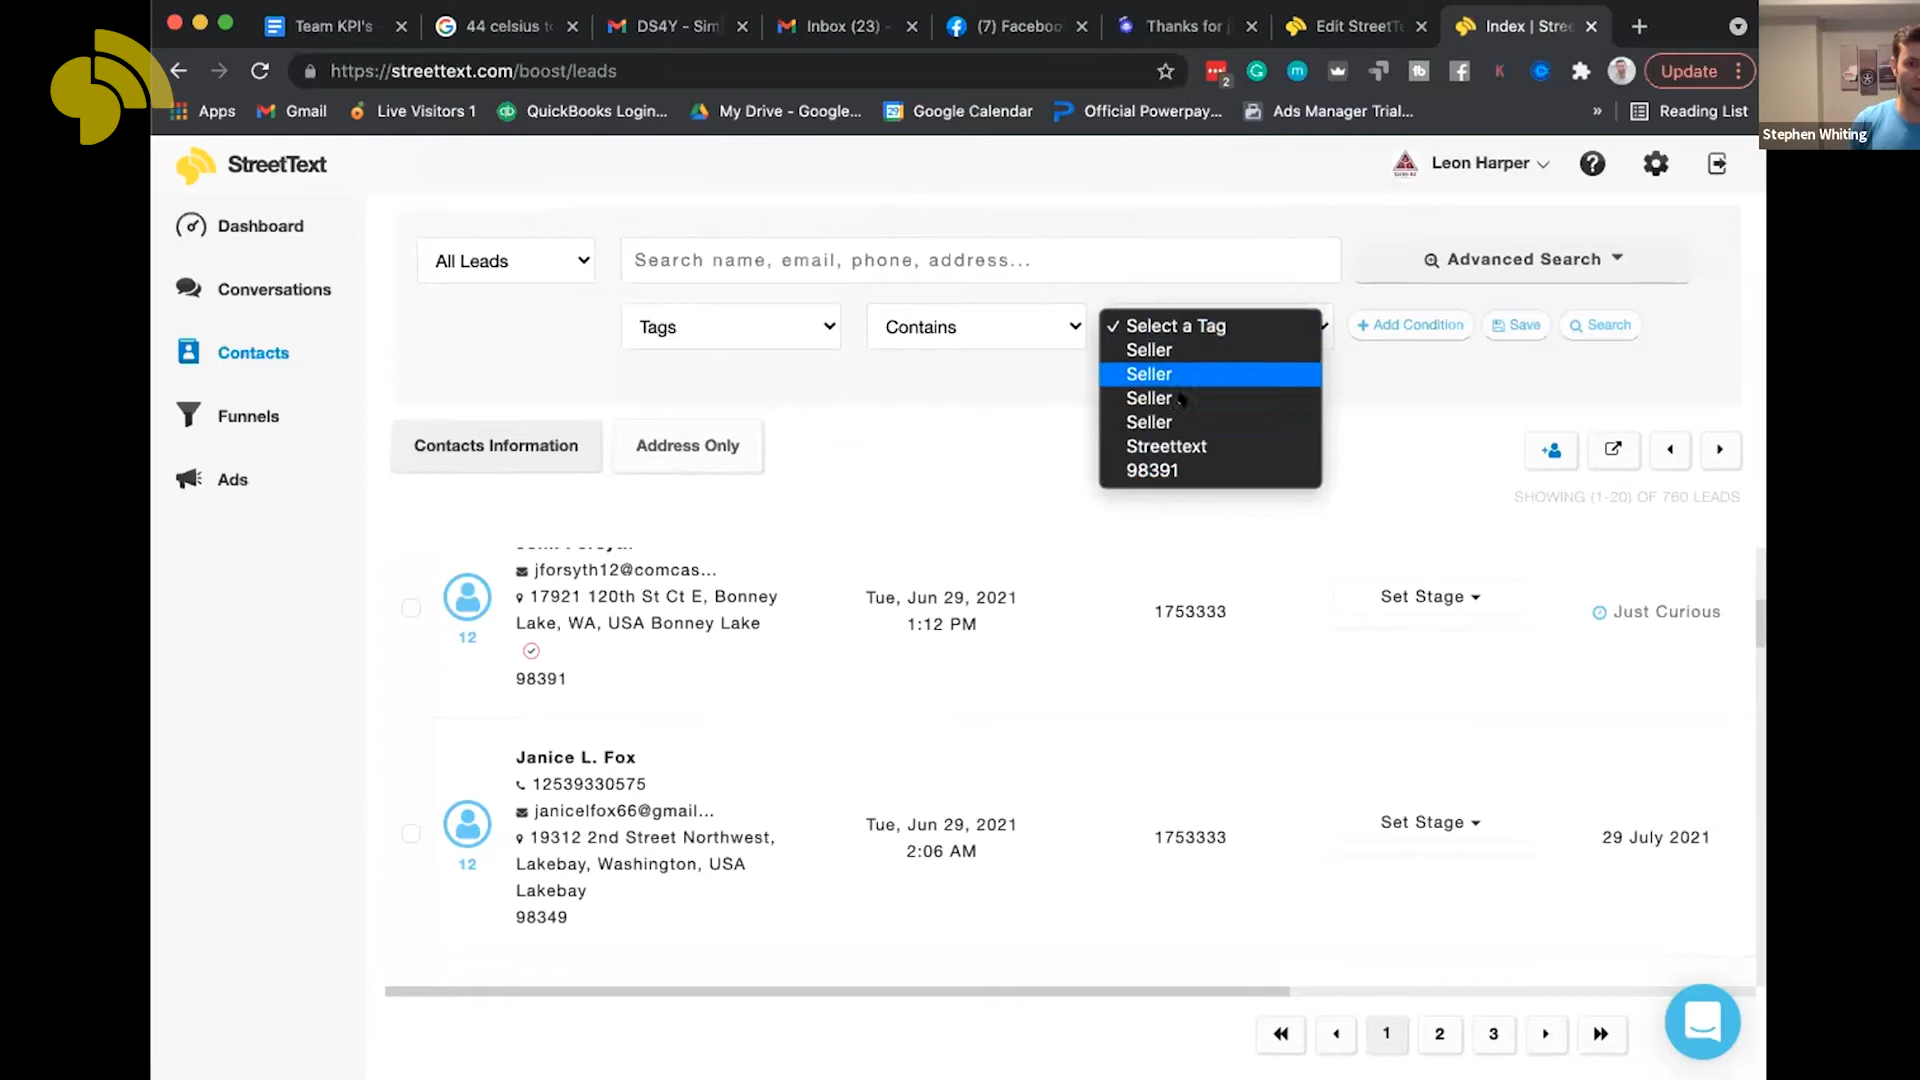 Team KPI's
44 celsius to
DS4Y - Sim
Inbox (23) -
(7) Faceboo
Thanks for j
Edit StreetTe
Index | Stree
https://streettext.com/boost/leads
2
Update
Apps
Gmail
Live Visitors 1
QuickBooks Login...
My Drive - Google...
Google Calendar
Official Powerpay...
Ads Manager Trial...
»
Reading List
Stephen Whiting
StreetText
Leon Harper
Dashboard
Conversations
Contacts
Funnels
Ads
All Leads
Search name, email, phone, address...
Advanced Search
Tags
Contains
✓ Select a Tag
Seller
Seller
Seller
Seller
Streettext
98391
+ Add Condition
Save
Search
Contacts Information
Address Only
SHOWING (1-20) OF 760 LEADS
jforsyth12@comcas...
17921 120th St Ct E, Bonney
Lake, WA, USA Bonney Lake
98391
12
Tue, Jun 29, 2021
1:12 PM
1753333
Set Stage
Just Curious
Janice L. Fox
12539330575
janicelfox66@gmail...
19312 2nd Street Northwest,
Lakebay, Washington, USA
Lakebay
98349
12
Tue, Jun 29, 2021
2:06 AM
1753333
Set Stage
29 July 2021
1
2
3